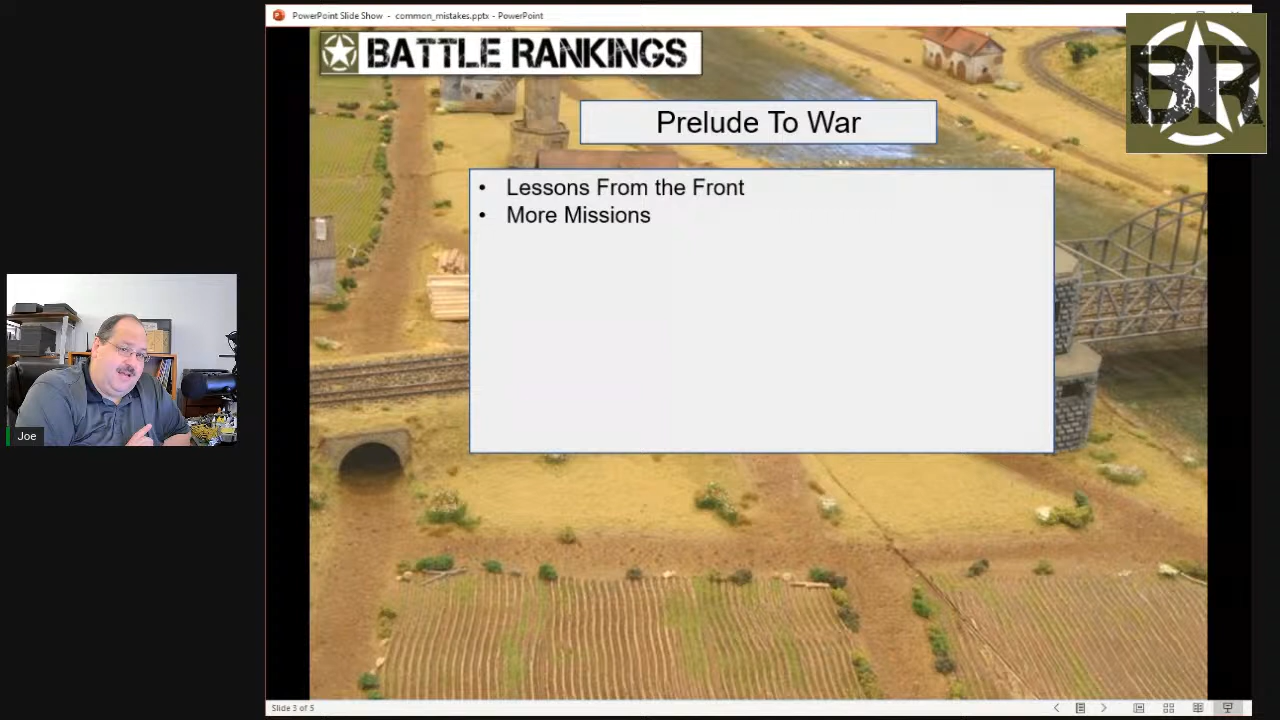 PowerPoint Slide Show - common_mistakes.pptx - PowerPoint
BATTLE RANKINGS
BR
Prelude To War
• Lessons From the Front
• More Missions
Joe
Slide 3 of 5